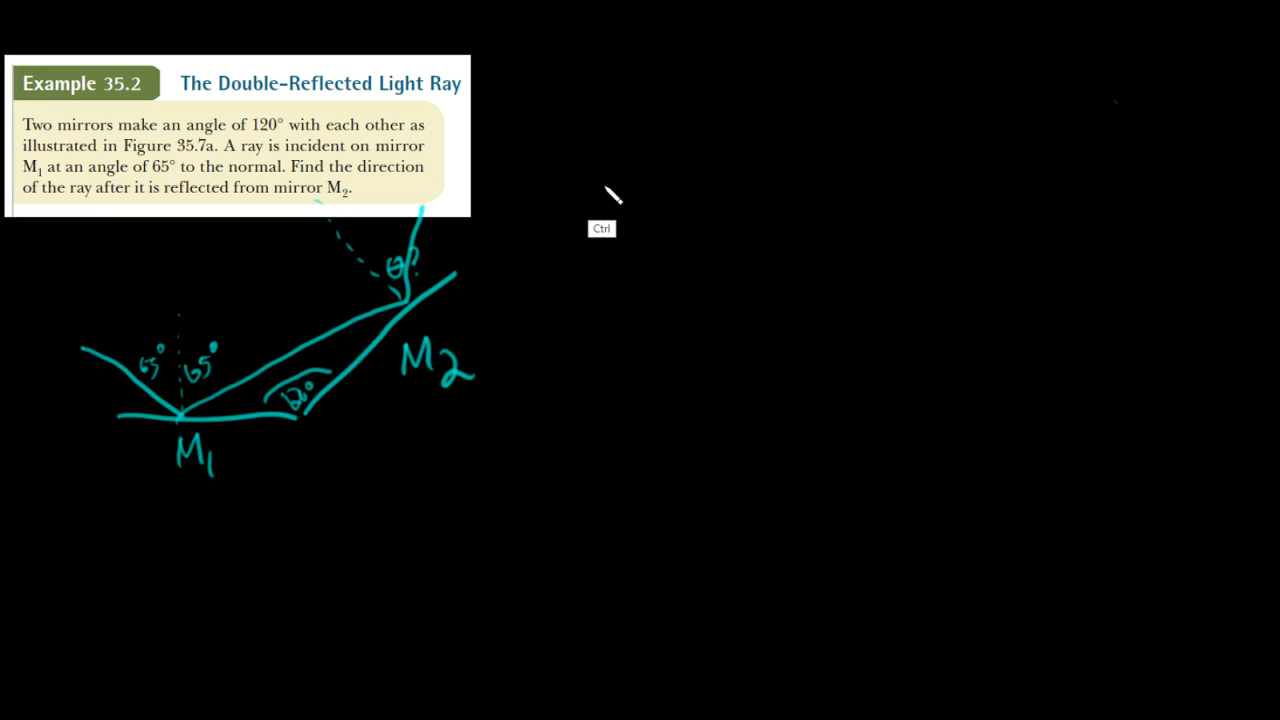 Example 35.2 The Double-Reflected Light Ray
Two mirrors make an angle of 120° with each other as
illustrated in Figure 35.7a. A ray is incident on mirror
M₁ at an angle of 65° to the normal. Find the direction
of the ray after it is reflected from mirror M₂.
Ctrl
θ?
65° 65°
120°
M2
M1